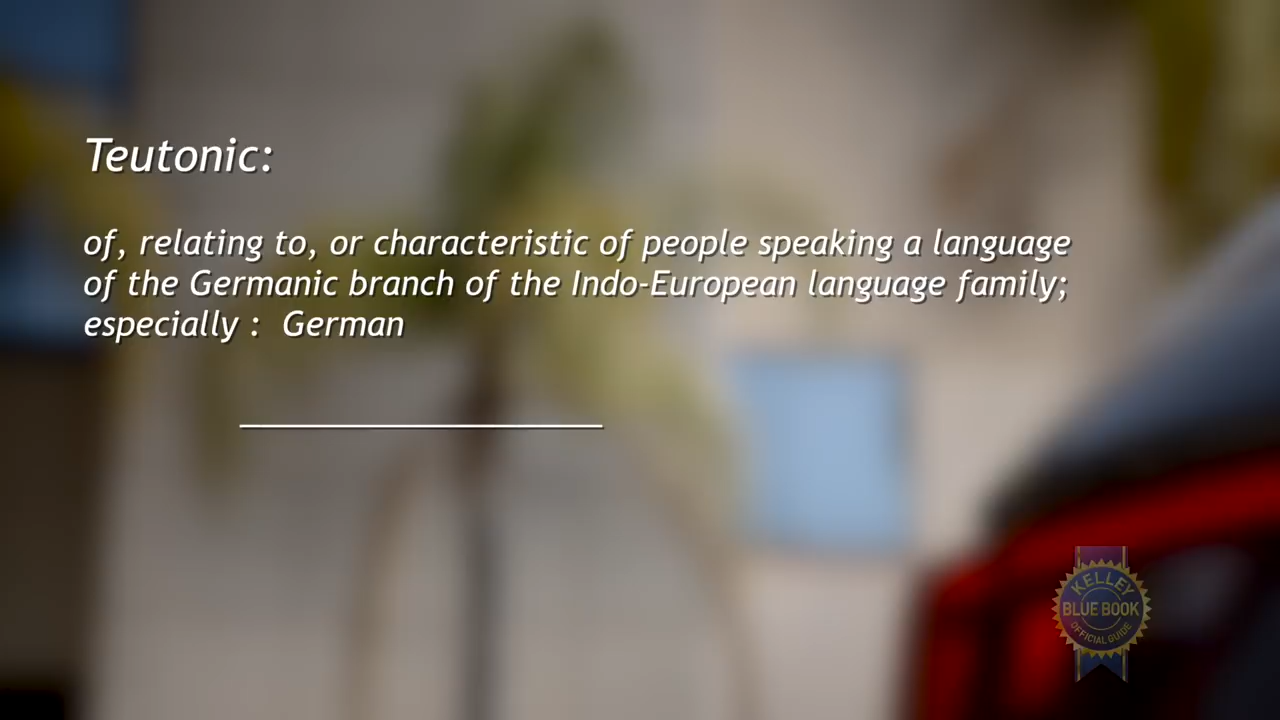 Teutonic:
of, relating to, or characteristic of people speaking a language
of the Germanic branch of the Indo-European language family;
especially : German
KELLEY
BLUE BOOK
OFFICIAL GUIDE